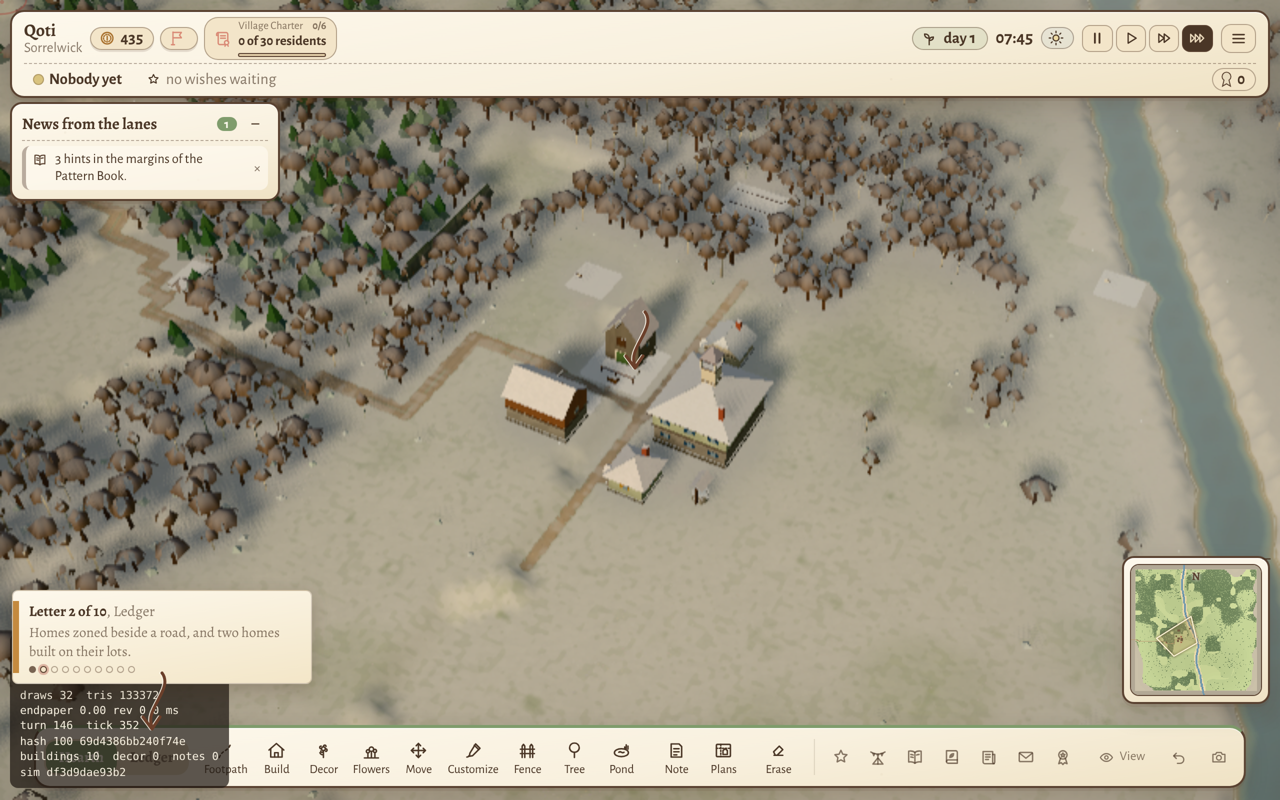 Qoti
Sorrelwick
435
Village Charter 0/6
0 of 30 residents
day 1
07:45
Nobody yet
no wishes waiting
0
News from the lanes
1
3 hints in the margins of the
Pattern Book.
×
N
Letter 2 of 10, Ledger
Homes zoned beside a road, and two homes
built on their lots.
draws 32 tris 133372
endpaper 0.00 rev 0.0 ms
turn 146 tick 352
hash 100 69d4386bb240f74e
buildings 10 decor 0 notes 0
sim df3d9dae93b2
Footpath
Build
Decor
Flowers
Move
Customize
Fence
Tree
Pond
Note
Plans
Erase
View